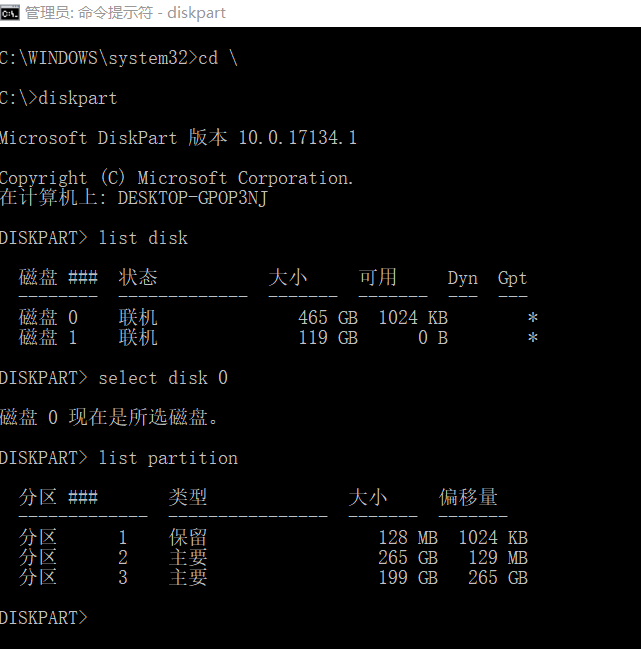 管理员: 命令提示符 - diskpart
C:\WINDOWS\system32>cd \
C:\>diskpart
Microsoft DiskPart 版本 10.0.17134.1
Copyright (C) Microsoft Corporation.
在计算机上: DESKTOP-GPOP3NJ
DISKPART> list disk
磁盘 ### 状态 大小 可用 Dyn Gpt
-------- ------------- ------- ------- --- ---
磁盘 0 联机 465 GB 1024 KB *
磁盘 1 联机 119 GB 0 B *
DISKPART> select disk 0
磁盘 0 现在是所选磁盘。
DISKPART> list partition
分区 ### 类型 大小 偏移量
------------- ---------------- ------- -------
分区 1 保留 128 MB 1024 KB
分区 2 主要 265 GB 129 MB
分区 3 主要 199 GB 265 GB
DISKPART>